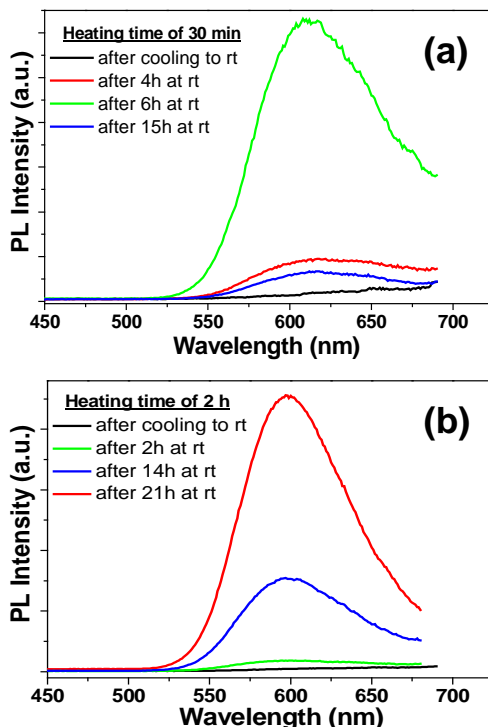 Heating time of 30 min
(a)
after cooling to rt
after 4h at rt
after 6h at rt
after 15h at rt
PL Intensity (a.u.)
450 500 550 600 650 700
Wavelength (nm)
Heating time of 2 h
(b)
after cooling to rt
after 2h at rt
after 14h at rt
after 21h at rt
PL Intensity (a.u.)
450 500 550 600 650 700
Wavelength (nm)